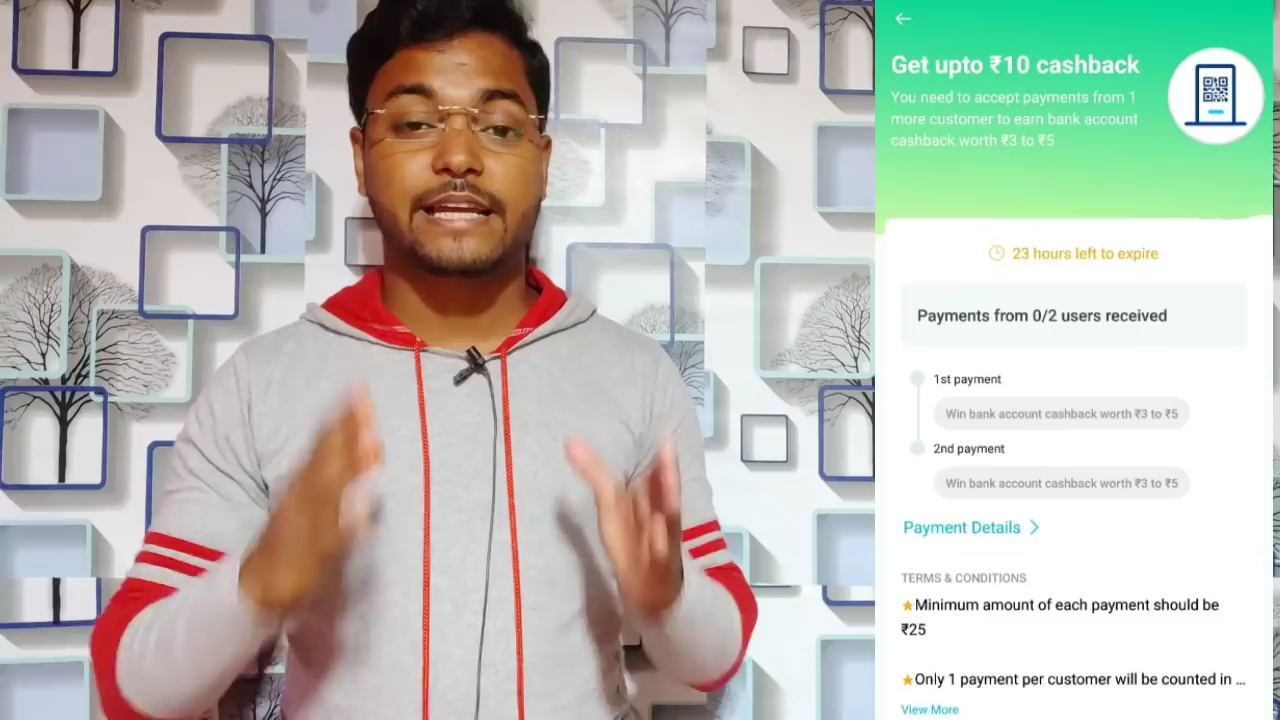 Get upto ₹10 cashback
You need to accept payments from 1
more customer to earn bank account
cashback worth ₹3 to ₹5
23 hours left to expire
Payments from 0/2 users received
1st payment
Win bank account cashback worth ₹3 to ₹5
2nd payment
Win bank account cashback worth ₹3 to ₹5
Payment Details
TERMS & CONDITIONS
⭐Minimum amount of each payment should be
₹25
⭐Only 1 payment per customer will be counted in ...
View More